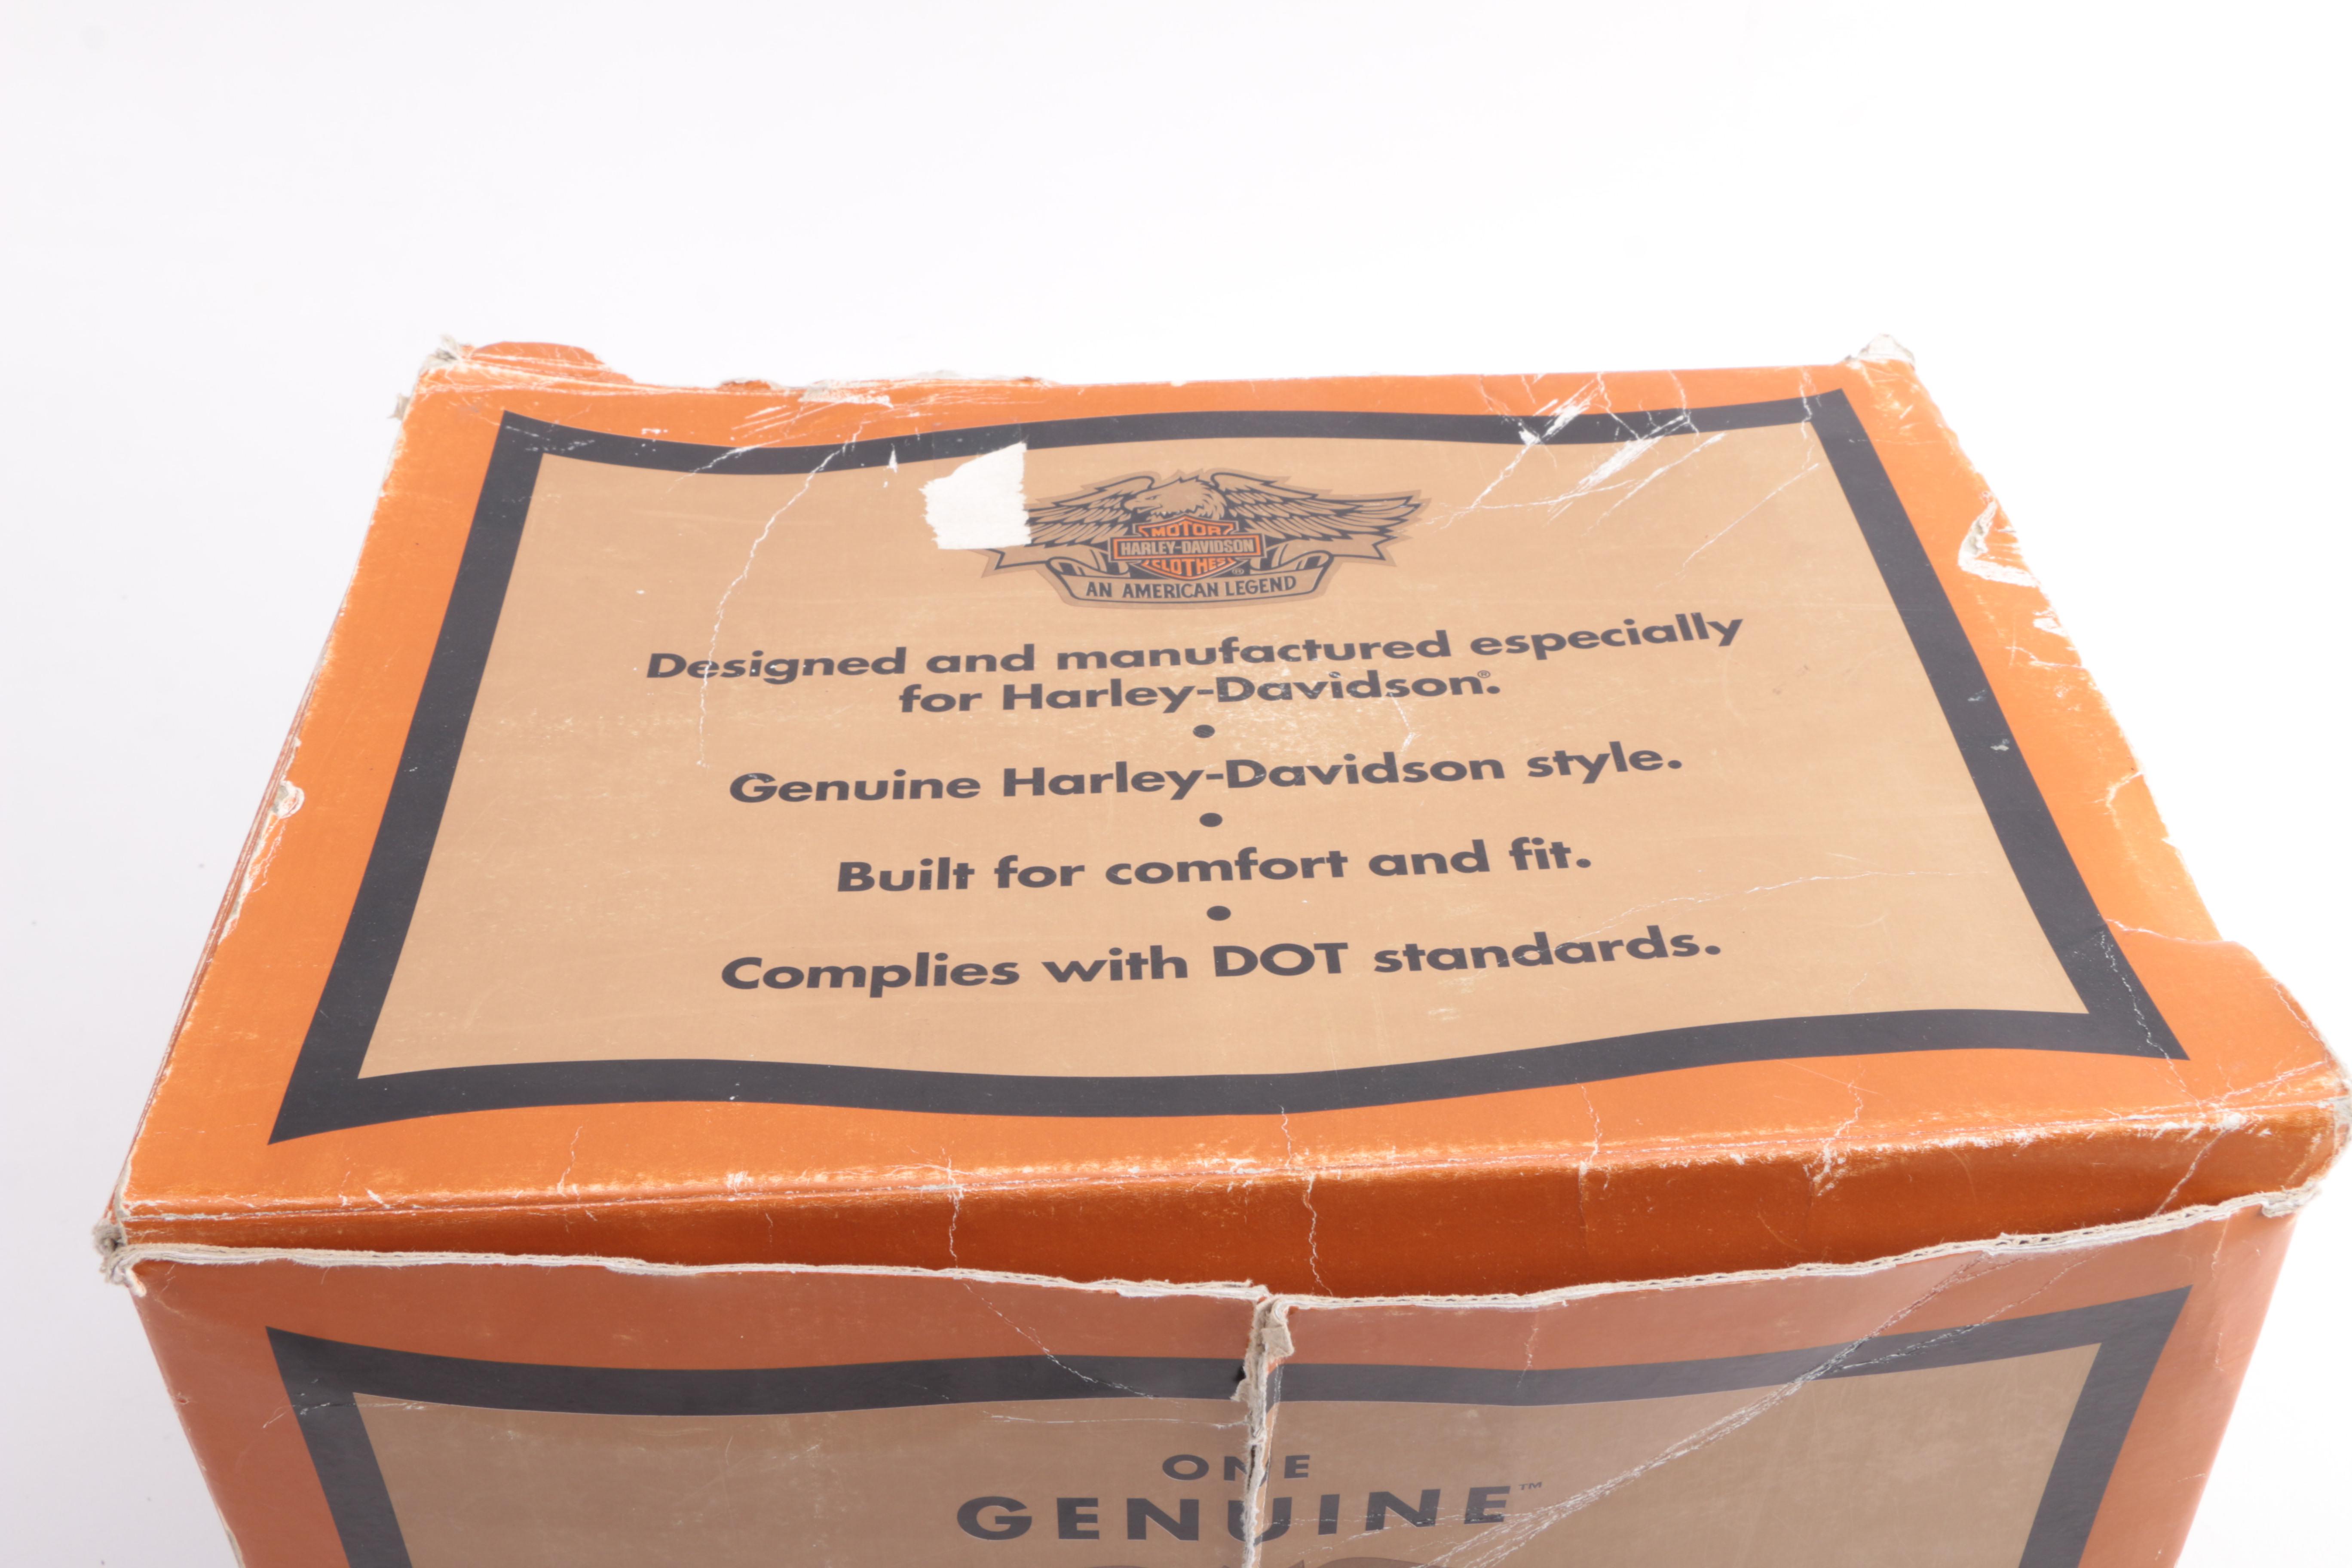 MOTOR
HARLEY-DAVIDSON
CLOTHES
AN AMERICAN LEGEND
Designed and manufactured especially
for Harley-Davidson®.
•
Genuine Harley-Davidson style.
•
Built for comfort and fit.
•
Complies with DOT standards.
ONE
GENUINE™